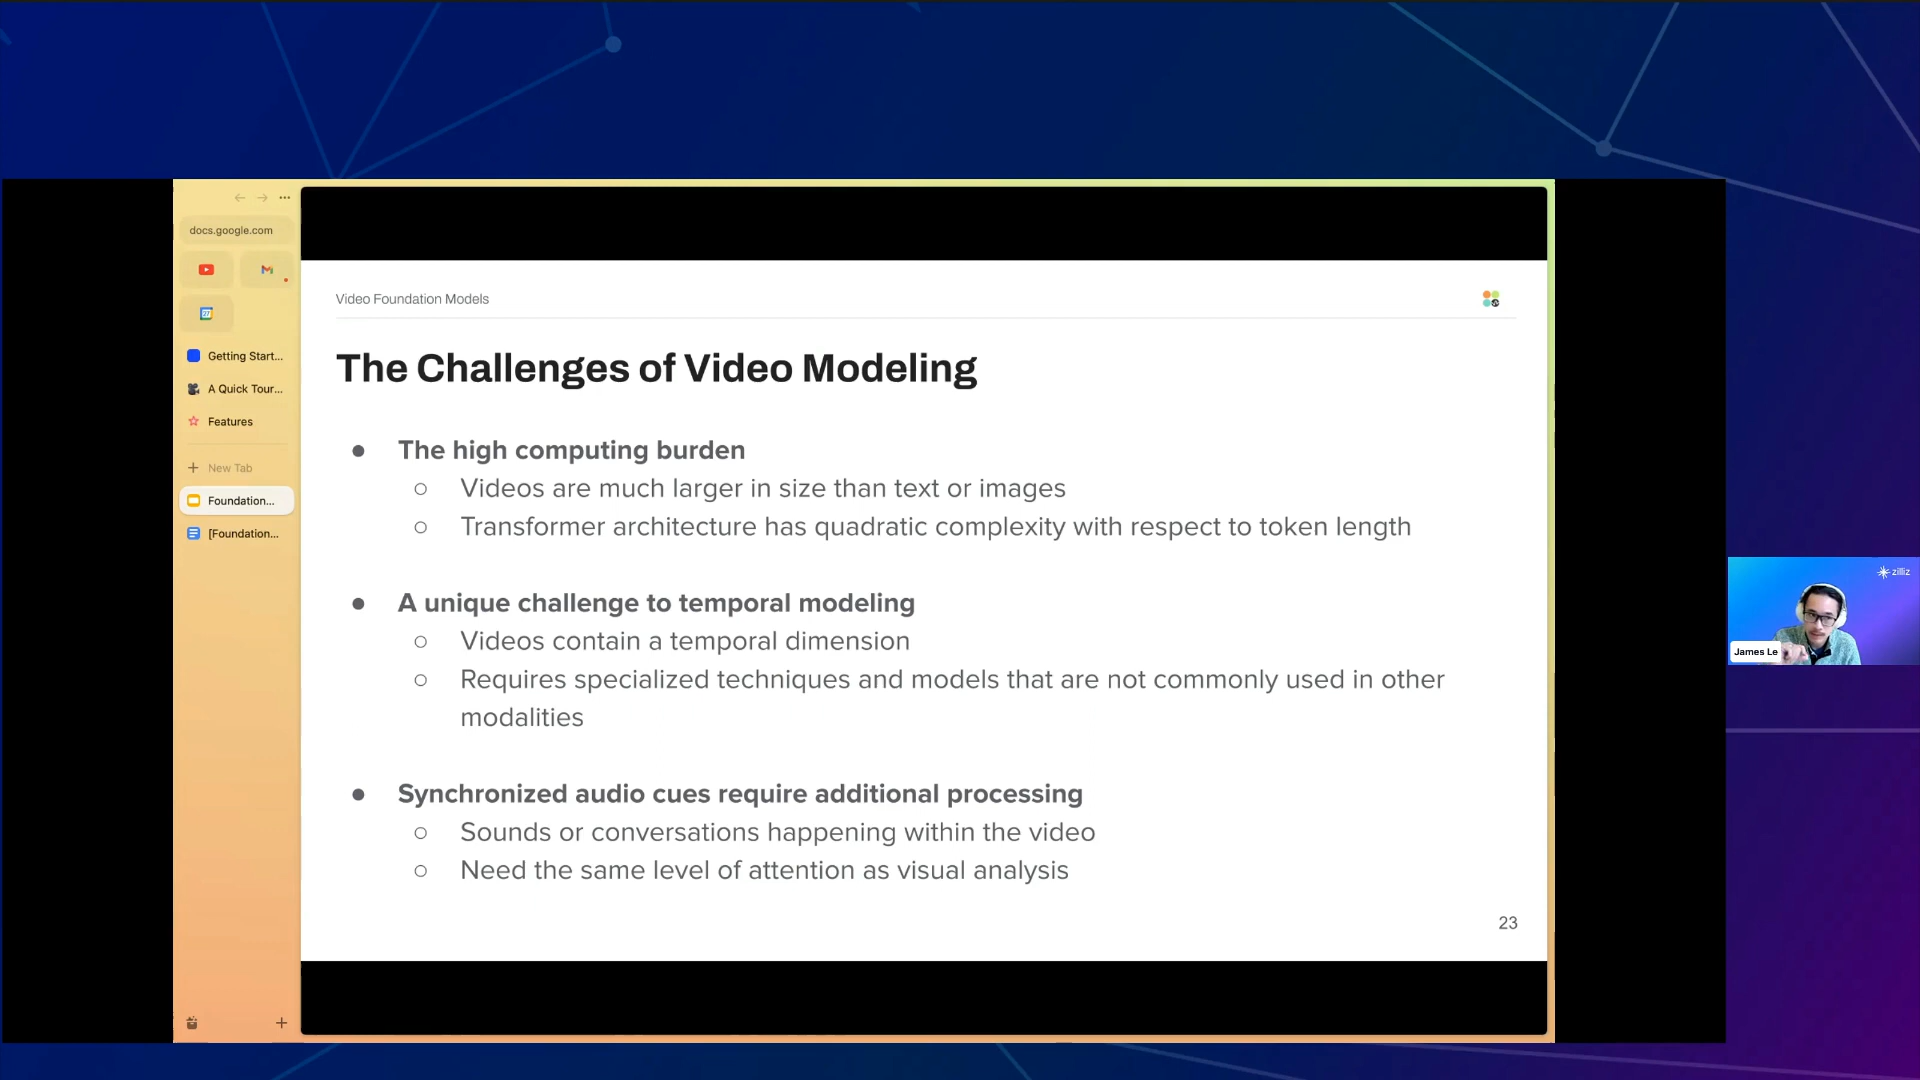 docs.google.com
27
Getting Start...
A Quick Tour...
Features
New Tab
Foundation...
[Foundation...
Video Foundation Models
The Challenges of Video Modeling
● The high computing burden
○ Videos are much larger in size than text or images
○ Transformer architecture has quadratic complexity with respect to token length
● A unique challenge to temporal modeling
○ Videos contain a temporal dimension
○ Requires specialized techniques and models that are not commonly used in other
modalities
● Synchronized audio cues require additional processing
○ Sounds or conversations happening within the video
○ Need the same level of attention as visual analysis
23
zilliz
James Le